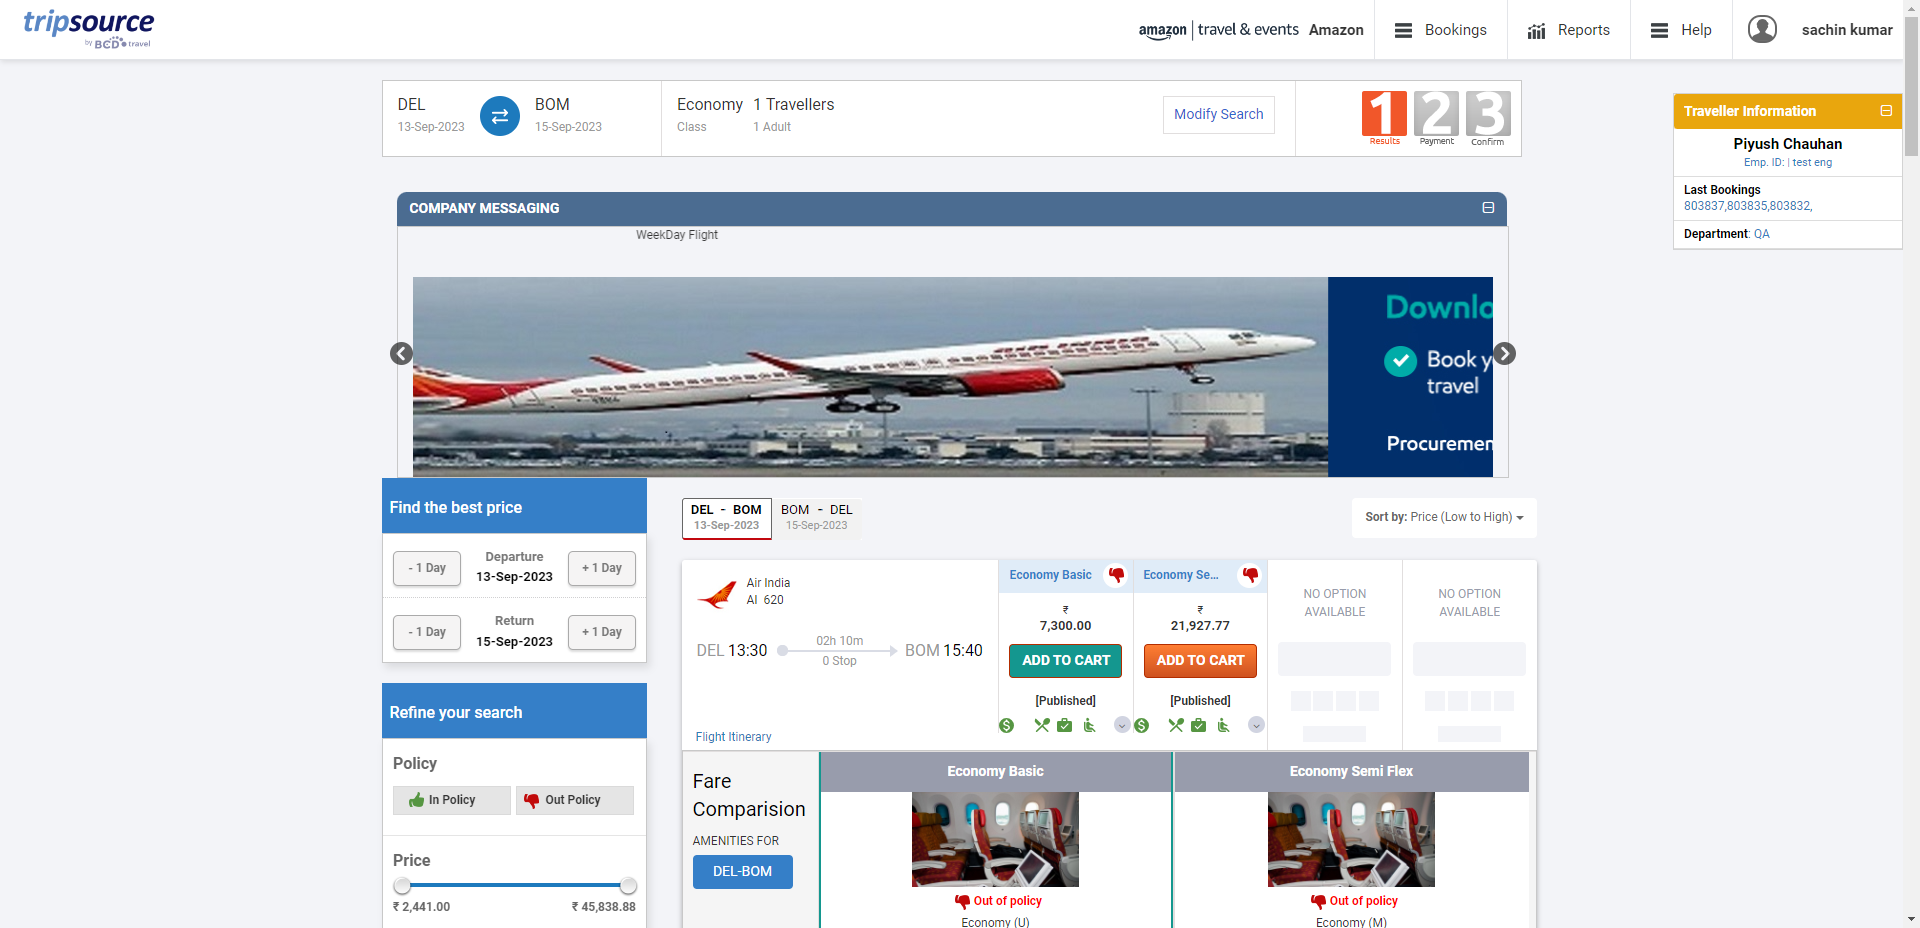 tripsource
by BCD travel
amazon | travel & events Amazon
Bookings
Reports
Help
sachin kumar
DEL
13-Sep-2023
BOM
15-Sep-2023
Economy
Class
1 Travellers
1 Adult
Modify Search
1
Results
2
Payment
3
Confirm
Traveller Information
Piyush Chauhan
Emp. ID: | test eng
Last Bookings
803837,803835,803832,
Department: QA
COMPANY MESSAGING
WeekDay Flight
AIR INDIA
Downlo
Book y
travel
Procuremen
Find the best price
- 1 Day
Departure
13-Sep-2023
+ 1 Day
- 1 Day
Return
15-Sep-2023
+ 1 Day
Refine your search
Policy
In Policy
Out Policy
Price
₹ 2,441.00
₹ 45,838.88
DEL - BOM
13-Sep-2023
BOM - DEL
15-Sep-2023
Sort by: Price (Low to High)
Air India
AI 620
DEL 13:30
02h 10m
0 Stop
BOM 15:40
Flight Itinerary
Economy Basic
₹
7,300.00
ADD TO CART
[Published]
Economy Se...
₹
21,927.77
ADD TO CART
[Published]
NO OPTION
AVAILABLE
NO OPTION
AVAILABLE
Fare
Comparision
AMENITIES FOR
DEL-BOM
Economy Basic
Out of policy
Economy (U)
Economy Semi Flex
Out of policy
Economy (M)